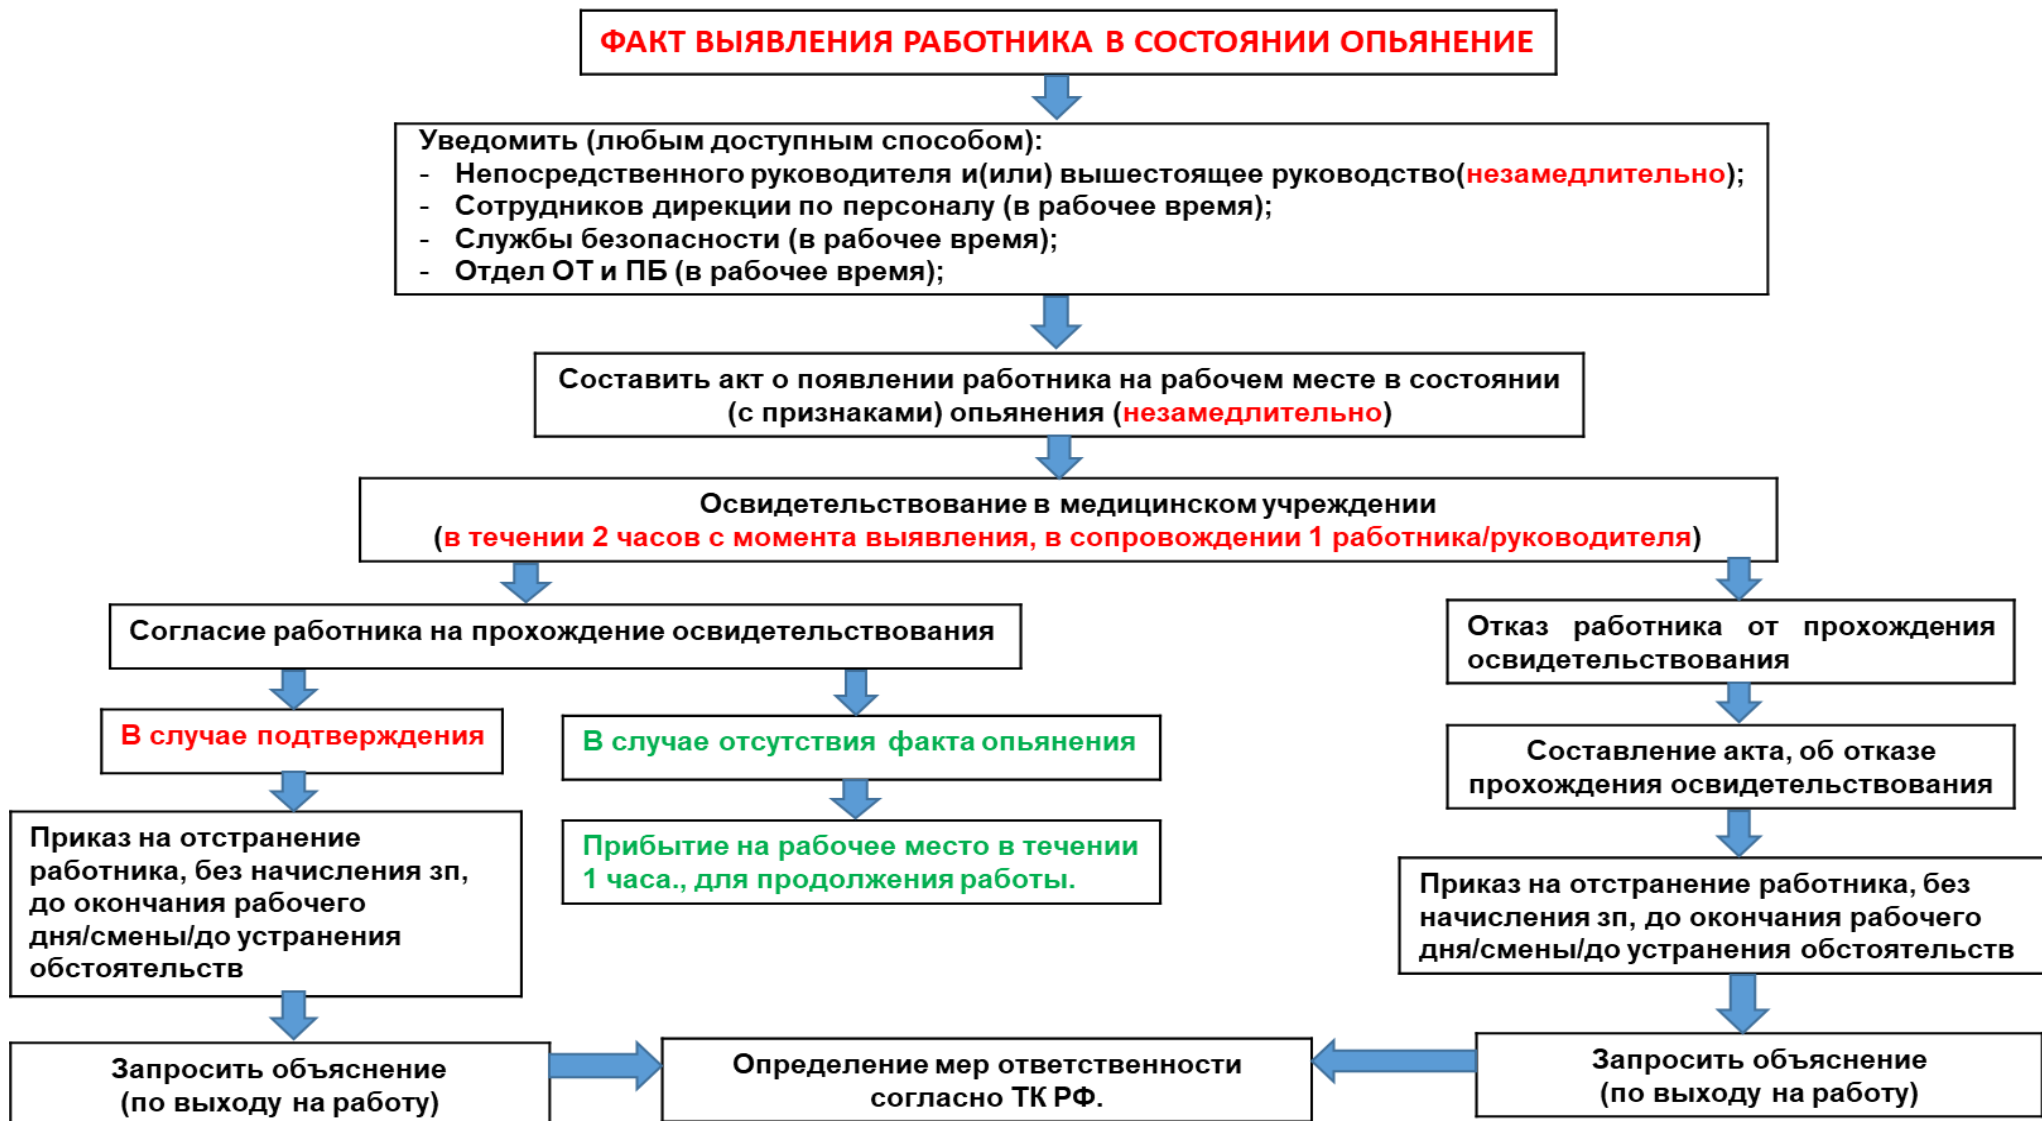 ФАКТ ВЫЯВЛЕНИЯ РАБОТНИКА В СОСТОЯНИИ ОПЬЯНЕНИЕ
Уведомить (любым доступным способом):
- Непосредственного руководителя и(или) вышестоящее руководство(незамедлительно);
- Сотрудников дирекции по персоналу (в рабочее время);
- Службы безопасности (в рабочее время);
- Отдел ОТ и ПБ (в рабочее время);
Составить акт о появлении работника на рабочем месте в состоянии
(с признаками) опьянения (незамедлительно)
Освидетельствование в медицинском учреждении
(в течении 2 часов с момента выявления, в сопровождении 1 работника/руководителя)
Согласие работника на прохождение освидетельствования
В случае подтверждения
Приказ на отстранение
работника, без начисления зп,
до окончания рабочего
дня/смены/до устранения
обстоятельств
Запросить объяснение
(по выходу на работу)
В случае отсутствия факта опьянения
Прибытие на рабочее место в течении
1 часа., для продолжения работы.
Отказ работника от прохождения
освидетельствования
Составление акта, об отказе
прохождения освидетельствования
Приказ на отстранение работника, без
начисления зп, до окончания рабочего
дня/смены/до устранения обстоятельств
Запросить объяснение
(по выходу на работу)
Определение мер ответственности
согласно ТК РФ.